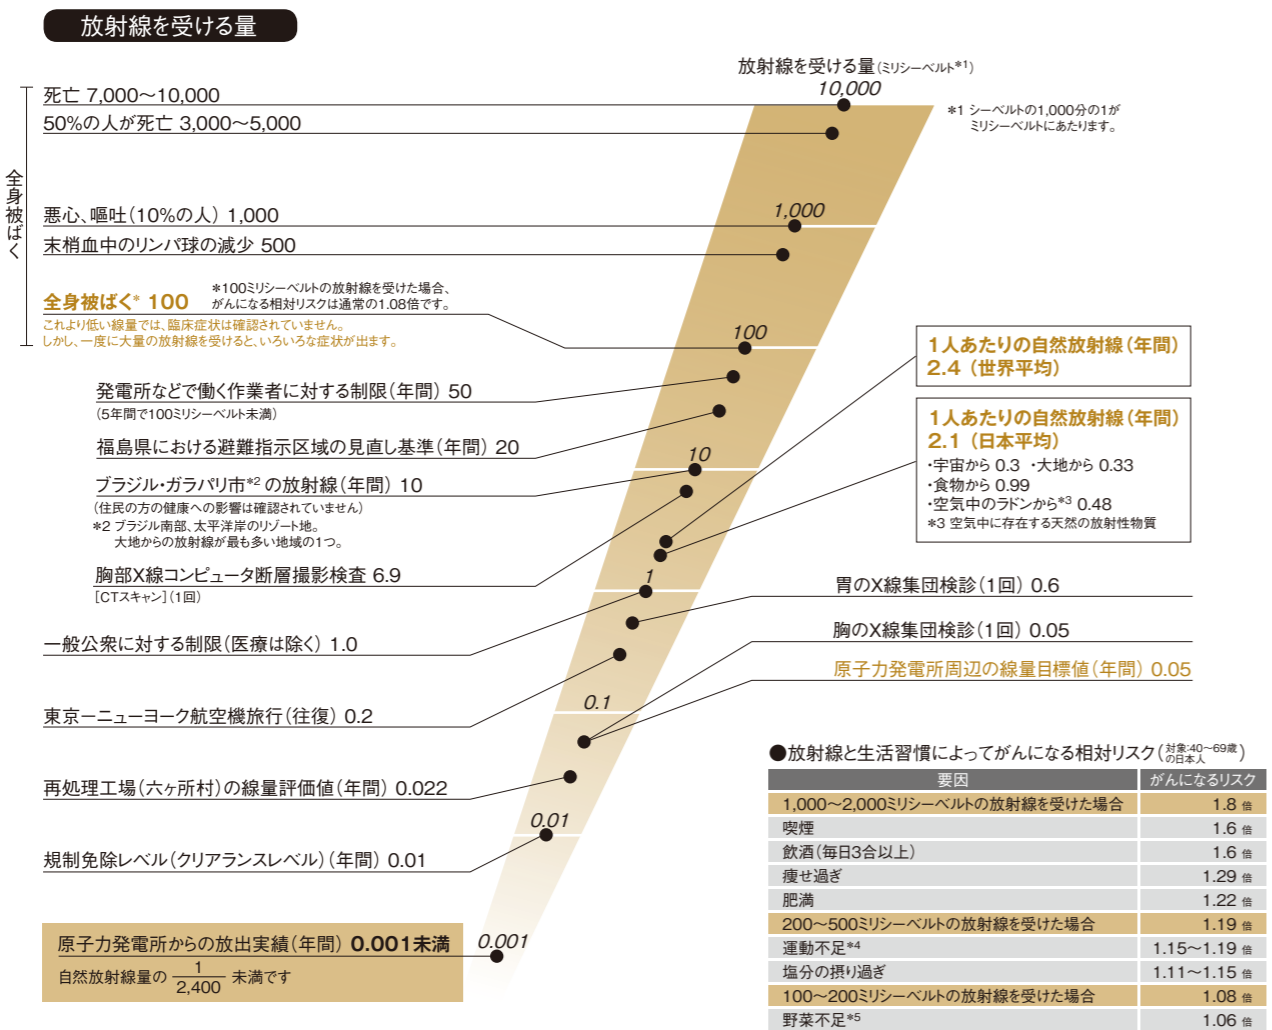 放射線を受ける量
放射線を受ける量(ミリシーベルト*1)
*1 シーベルトの1,000分の1が
ミリシーベルトにあたります。
全身被ばく
死亡 7,000〜10,000
50%の人が死亡 3,000〜5,000
悪心、嘔吐(10%の人) 1,000
末梢血中のリンパ球の減少 500
全身被ばく* 100
*100ミリシーベルトの放射線を受けた場合、
がんになる相対リスクは通常の1.08倍です。
これより低い線量では、臨床症状は確認されていません。
しかし、一度に大量の放射線を受けると、いろいろな症状が出ます。
発電所などで働く作業者に対する制限(年間) 50
(5年間で100ミリシーベルト未満)
福島県における避難指示区域の見直し基準(年間) 20
ブラジル・ガラパリ市*2 の放射線(年間) 10
(住民の方の健康への影響は確認されていません)
*2 ブラジル南部、太平洋岸のリゾート地。
大地からの放射線が最も多い地域の1つ。
胸部X線コンピュータ断層撮影検査 6.9
[CTスキャン](1回)
一般公衆に対する制限(医療は除く) 1.0
東京ーニューヨーク航空機旅行(往復) 0.2
再処理工場(六ヶ所村)の線量評価値(年間) 0.022
規制免除レベル(クリアランスレベル)(年間) 0.01
原子力発電所からの放出実績(年間) 0.001未満
自然放射線量の 1/2,400 未満です
10,000
1,000
100
10
1
0.1
0.01
0.001
1人あたりの自然放射線(年間)
2.4 (世界平均)
1人あたりの自然放射線(年間)
2.1 (日本平均)
・宇宙から 0.3 ・大地から 0.33
・食物から 0.99
・空気中のラドンから*3 0.48
*3 空気中に存在する天然の放射性物質
胃のX線集団検診(1回) 0.6
胸のX線集団検診(1回) 0.05
原子力発電所周辺の線量目標値(年間) 0.05
●放射線と生活習慣によってがんになる相対リスク(対象:40〜69歳の日本人)
要因 がんになるリスク
1,000〜2,000ミリシーベルトの放射線を受けた場合 1.8 倍
喫煙 1.6 倍
飲酒(毎日3合以上) 1.6 倍
痩せ過ぎ 1.29 倍
肥満 1.22 倍
200〜500ミリシーベルトの放射線を受けた場合 1.19 倍
運動不足*4 1.15〜1.19 倍
塩分の摂り過ぎ 1.11〜1.15 倍
100〜200ミリシーベルトの放射線を受けた場合 1.08 倍
野菜不足*5 1.06 倍